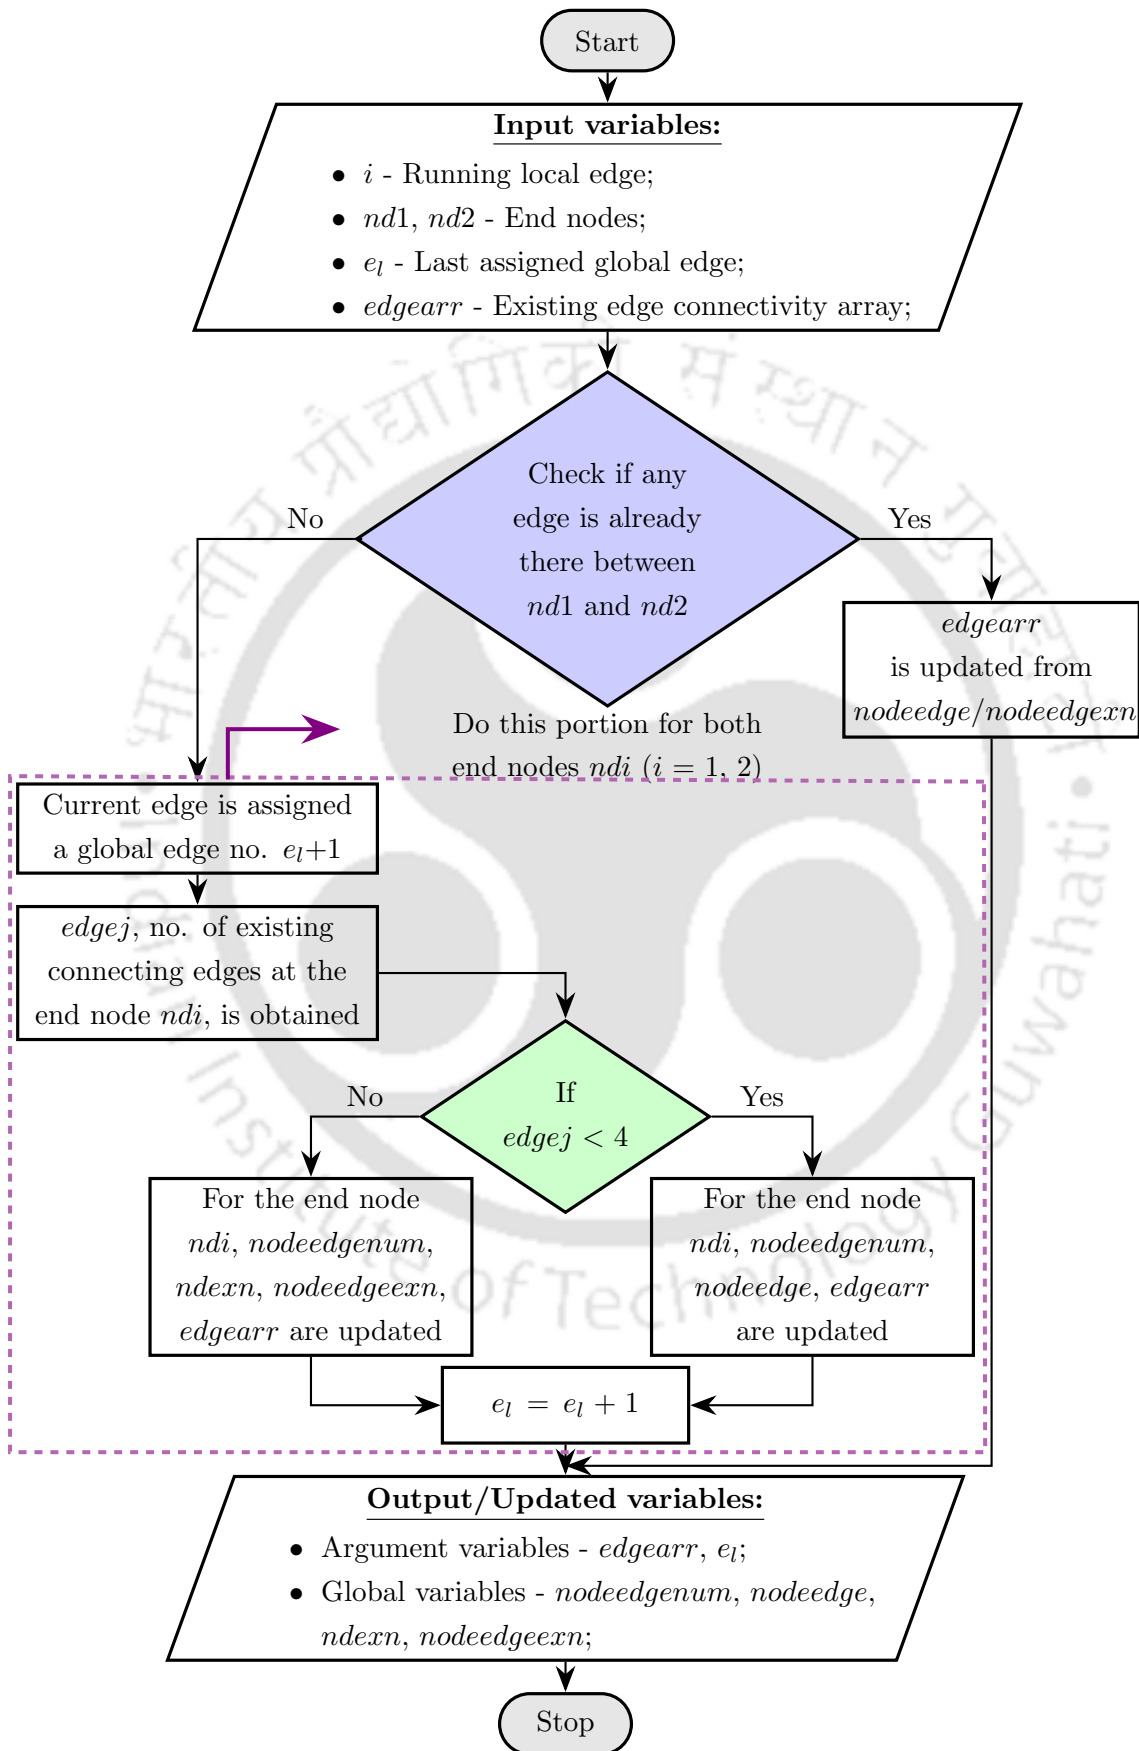 Start
Input variables:
• i - Running local edge;
• nd1, nd2 - End nodes;
• e_l - Last assigned global edge;
• edgearr - Existing edge connectivity array;
Check if any
edge is already
there between
nd1 and nd2
No
Yes
edgearr
is updated from
nodeedge/nodeedgexn
Do this portion for both
end nodes ndi (i = 1, 2)
Current edge is assigned
a global edge no. e_l+1
edgej, no. of existing
connecting edges at the
end node ndi, is obtained
If
edgej < 4
No
Yes
For the end node
ndi, nodeedgenum,
ndexn, nodeedgeexn,
edgearr are updated
For the end node
ndi, nodeedgenum,
nodeedge, edgearr
are updated
e_l = e_l + 1
Output/Updated variables:
• Argument variables - edgearr, e_l;
• Global variables - nodeedgenum, nodeedge,
ndexn, nodeedgeexn;
Stop
भारतीय प्रौद्योगिकी संस्थान गुवाहाटी
Indian Institute of Technology Guwahati